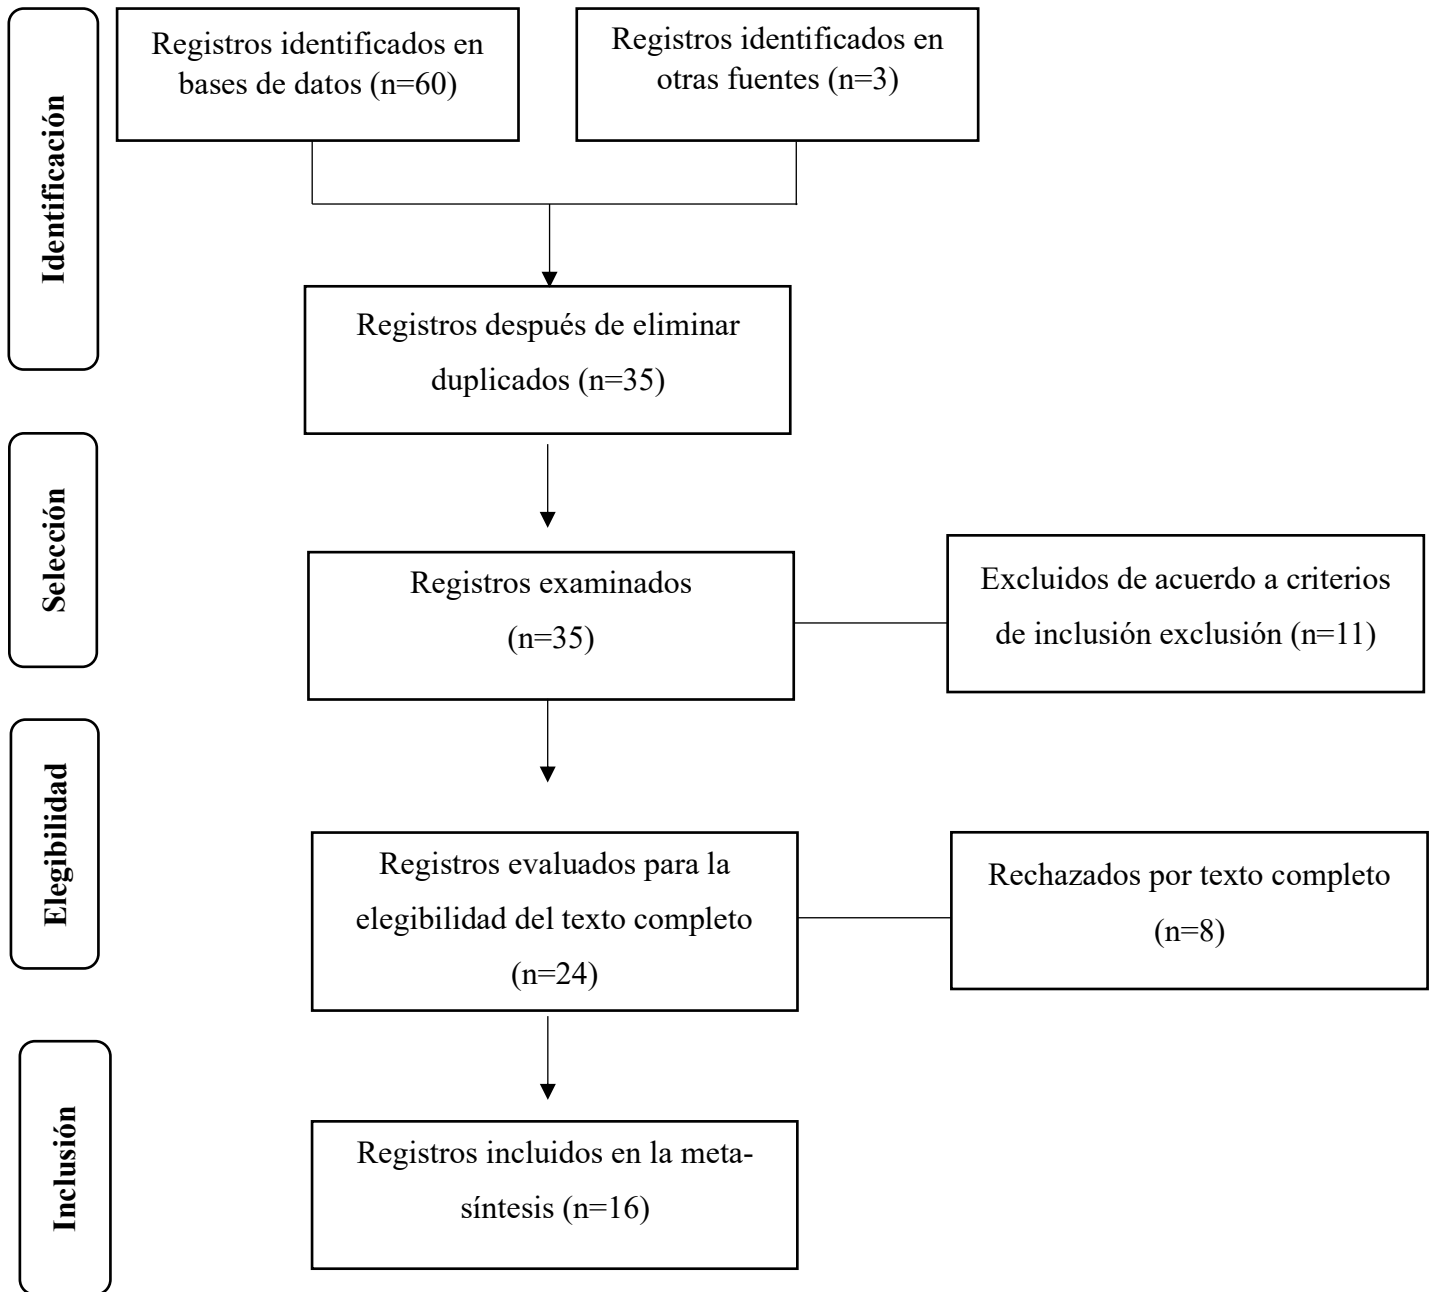 Identificación
Registros identificados en
bases de datos (n=60)
Registros identificados en
otras fuentes (n=3)
Registros después de eliminar
duplicados (n=35)
Selección
Registros examinados
(n=35)
Excluidos de acuerdo a criterios
de inclusión exclusión (n=11)
Elegibilidad
Registros evaluados para la
elegibilidad del texto completo
(n=24)
Rechazados por texto completo
(n=8)
Inclusión
Registros incluidos en la meta-
síntesis (n=16)